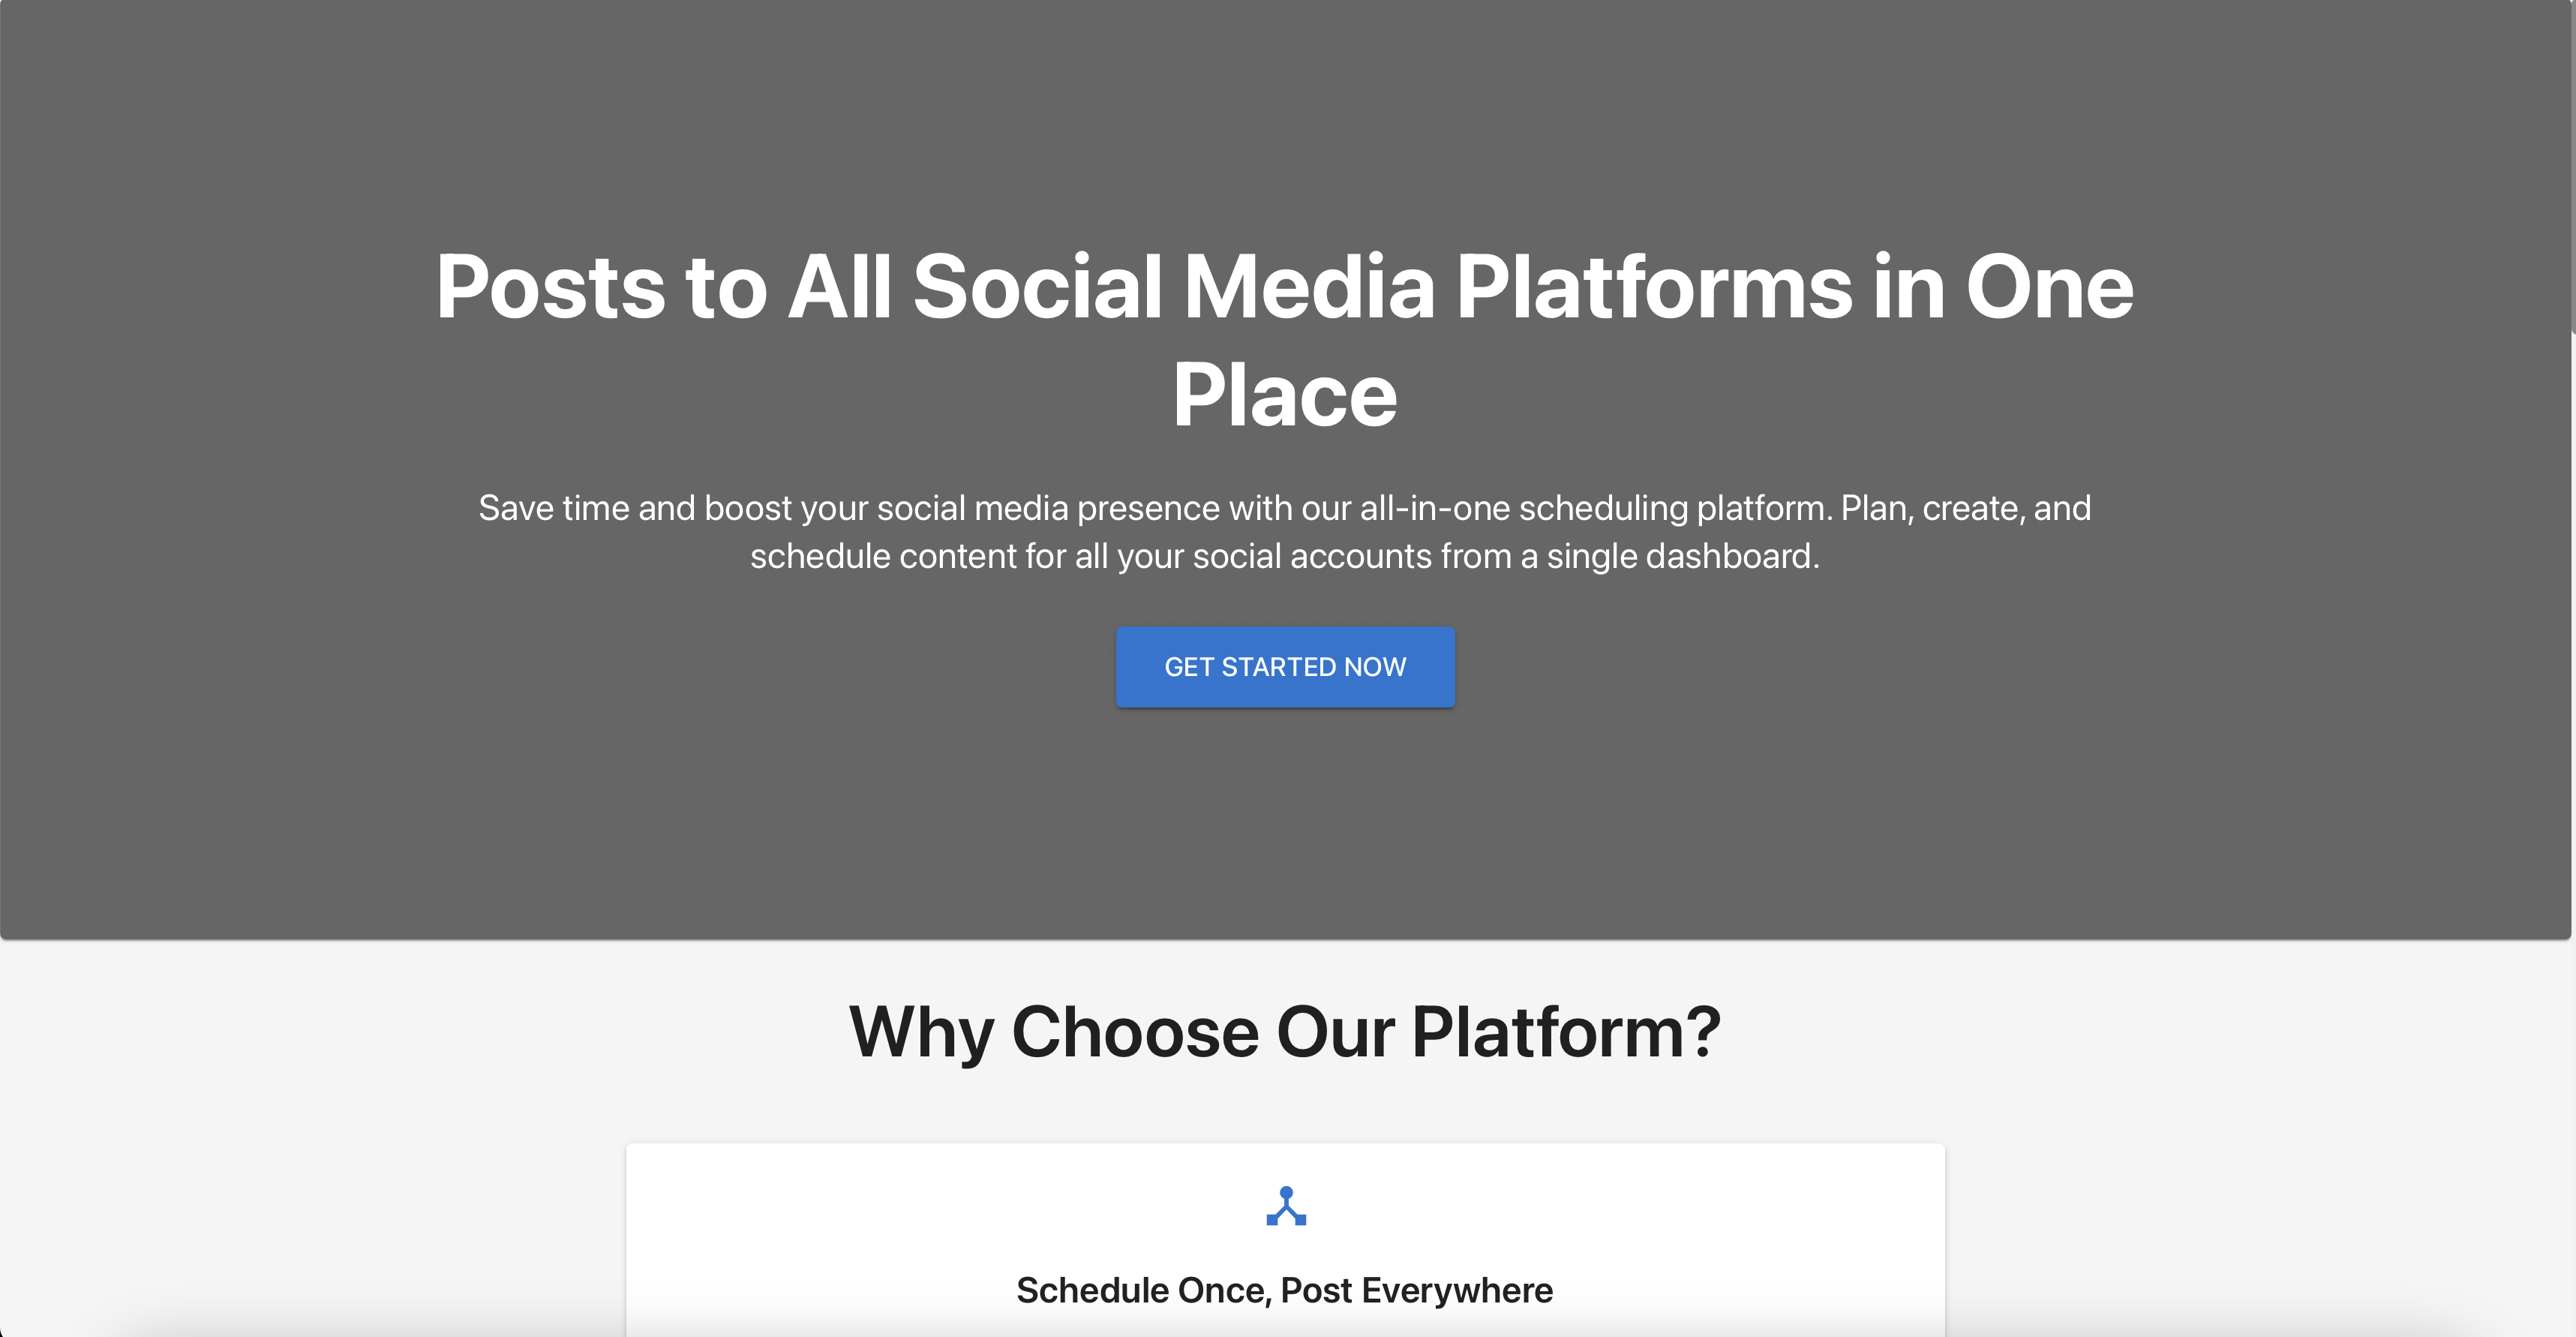 Posts to All Social Media Platforms in One
Place
Save time and boost your social media presence with our all-in-one scheduling platform. Plan, create, and
schedule content for all your social accounts from a single dashboard.
GET STARTED NOW
Why Choose Our Platform?
Schedule Once, Post Everywhere